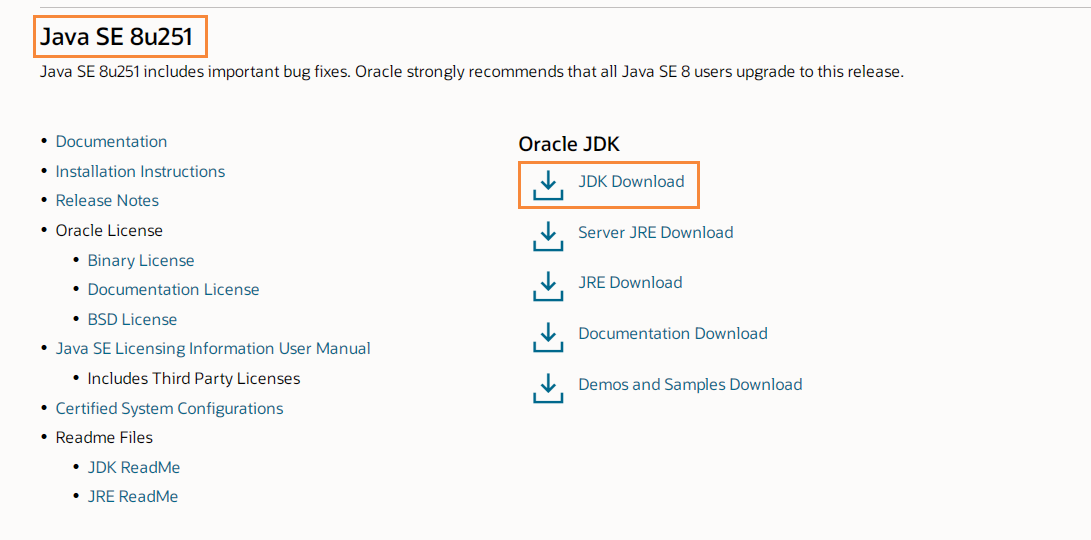 Java SE 8u251
Java SE 8u251 includes important bug fixes. Oracle strongly recommends that all Java SE 8 users upgrade to this release.
• Documentation
• Installation Instructions
• Release Notes
• Oracle License
• Binary License
• Documentation License
• BSD License
• Java SE Licensing Information User Manual
• Includes Third Party Licenses
• Certified System Configurations
• Readme Files
• JDK ReadMe
• JRE ReadMe
Oracle JDK
JDK Download
Server JRE Download
JRE Download
Documentation Download
Demos and Samples Download